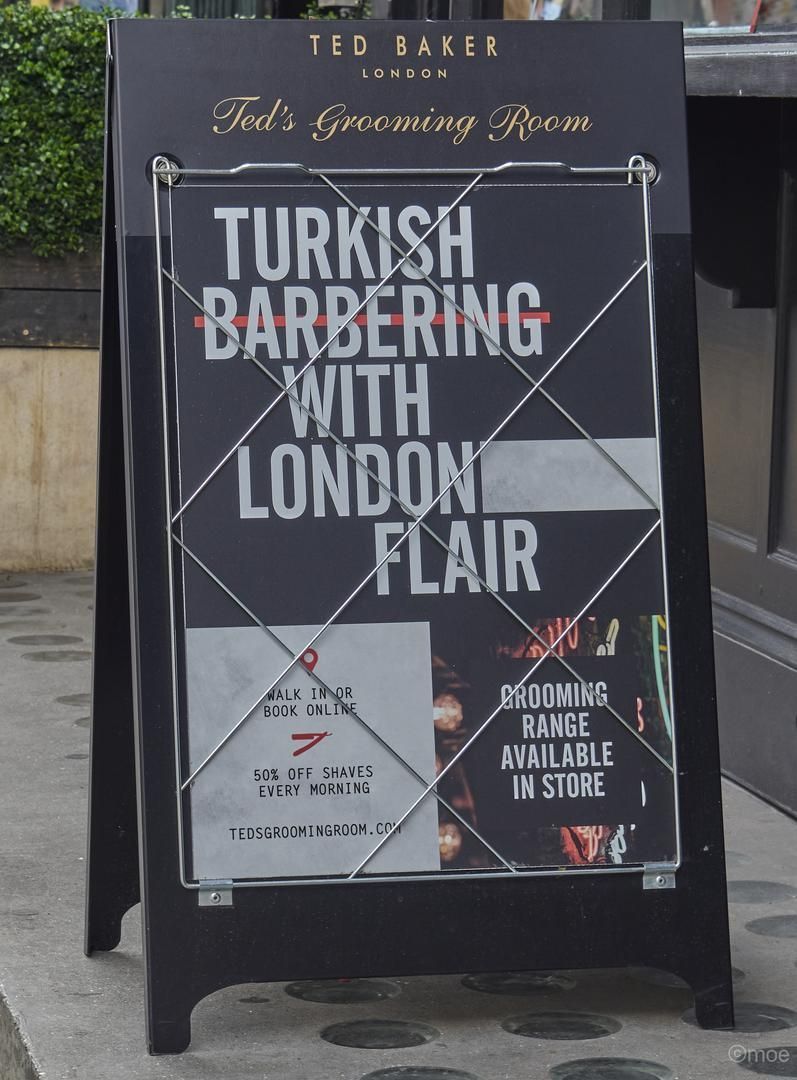 TED BAKER
LONDON
Ted's Grooming Room
TURKISH
BARBERING
WITH
LONDON
FLAIR
WALK IN OR
BOOK ONLINE
50% OFF SHAVES
EVERY MORNING
TEDSGROOMINGROOM.COM
GROOMING
RANGE
AVAILABLE
IN STORE
©moe